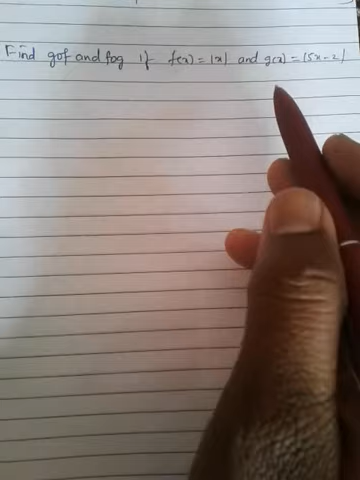 Find gof and fog if f(x) = |x| and g(x) = |5x-2|